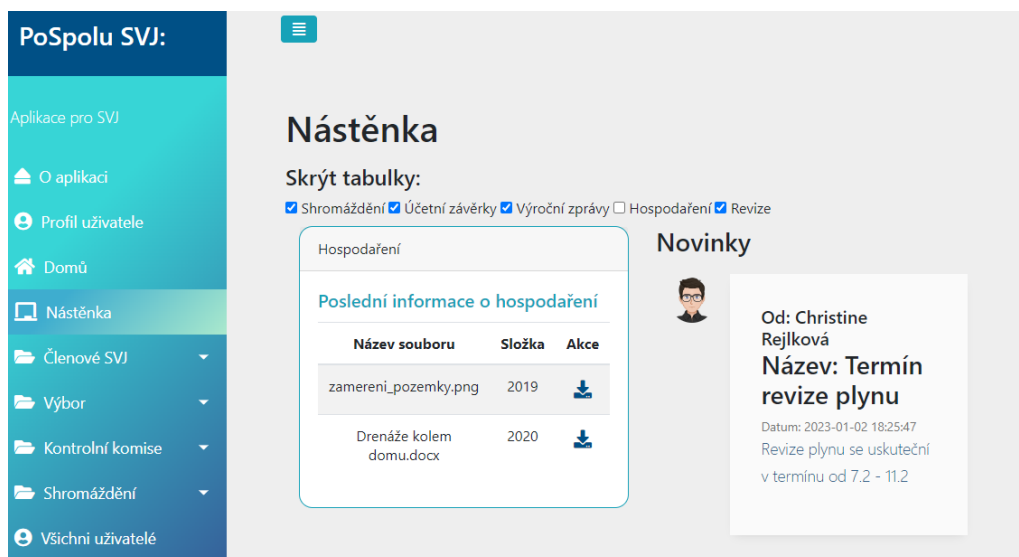 PoSpolu SVJ:
Aplikace pro SVJ
O aplikaci
Profil uživatele
Domů
Nástěnka
Členové SVJ
Výbor
Kontrolní komise
Shromáždění
Všichni uživatelé
Nástěnka
Skrýt tabulky:
Shromáždění Účetní závěrky Výroční zprávy Hospodaření Revize
Hospodaření
Poslední informace o hospodaření
Název souboru Složka Akce
zamereni_pozemky.png 2019
Drenáže kolem 2020
domu.docx
Novinky
Od: Christine
Rejlková
Název: Termín
revize plynu
Datum: 2023-01-02 18:25:47
Revize plynu se uskuteční
v termínu od 7.2 - 11.2